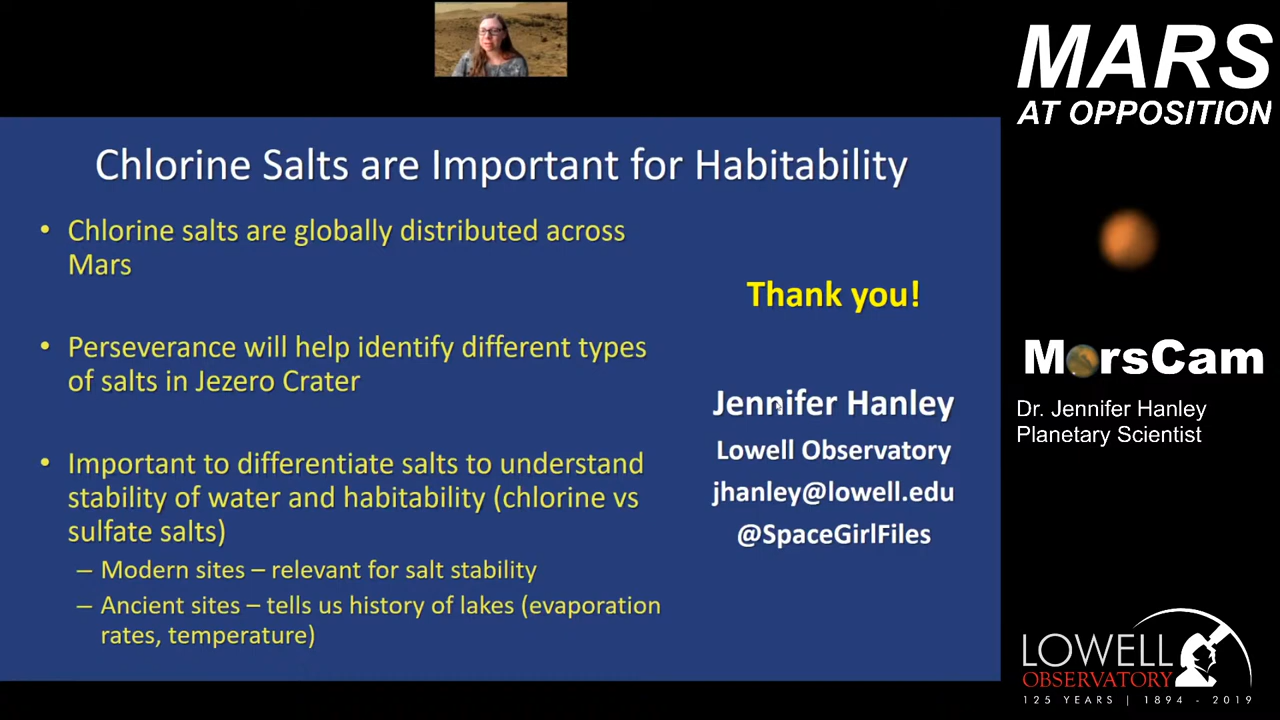 Chlorine Salts are Important for Habitability
• Chlorine salts are globally distributed across
Mars
• Perseverance will help identify different types
of salts in Jezero Crater
• Important to differentiate salts to understand
stability of water and habitability (chlorine vs
sulfate salts)
– Modern sites – relevant for salt stability
– Ancient sites – tells us history of lakes (evaporation
rates, temperature)
Thank you!
Jennifer Hanley
Lowell Observatory
jhanley@lowell.edu
@SpaceGirlFiles
MARS
AT OPPOSITION
MarsCam
Dr. Jennifer Hanley
Planetary Scientist
LOWELL
OBSERVATORY
125 YEARS | 1894 - 2019